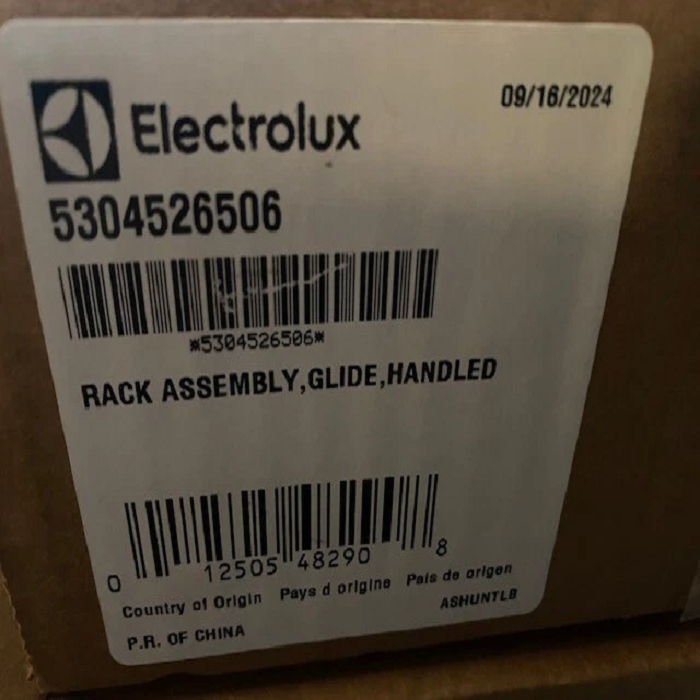 Electrolux
09/16/2024
5304526506
*5304526506*
RACK ASSEMBLY,GLIDE,HANDLED
0 12505 48290 8
Country of Origin Pays d origine Pais de origen
ASHUNTLB
P.R. OF CHINA